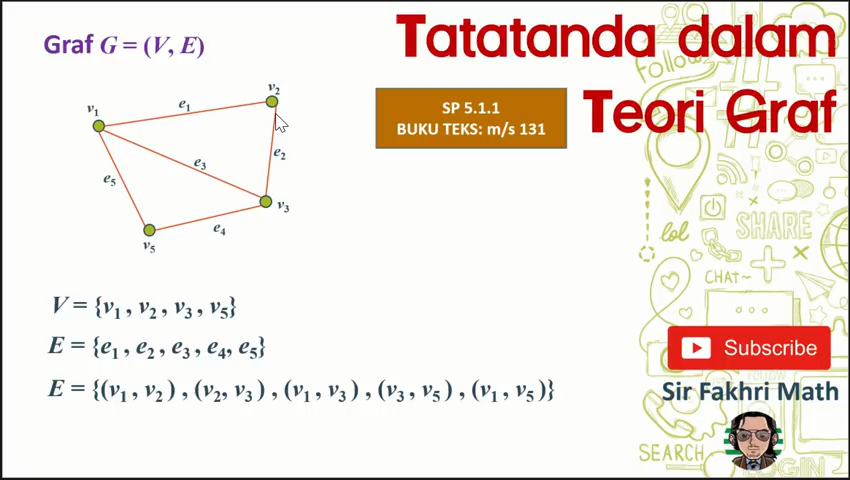 Graf G = (V, E)
Tatatanda dalam
Teori Graf
SP 5.1.1
BUKU TEKS: m/s 131
v1
e1
v2
e2
e3
e5
v3
e4
v5
V = {v1 , v2 , v3 , v5}
E = {e1 , e2 , e3 , e4, e5}
E = {(v1 , v2 ) , (v2, v3 ) , (v1 , v3 ) , (v3 , v5 ) , (v1 , v5 )}
Follow
lol
SHARE
CHAT~
Subscribe
Sir Fakhri Math
SEARCH
LOGIN